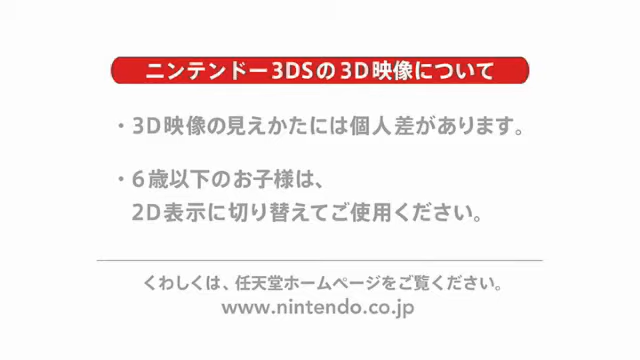 ニンテンドー3DSの3D映像について
・3D映像の見えかたには個人差があります。
・6歳以下のお子様は、
2D表示に切り替えてご使用ください。
くわしくは、任天堂ホームページをご覧ください。
www.nintendo.co.jp